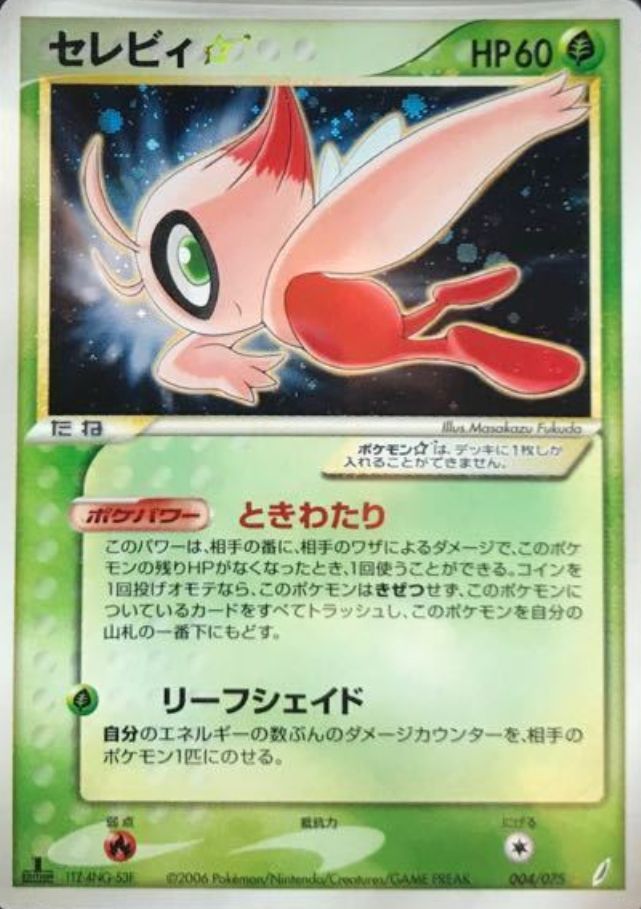 セレビィ☆
HP60
たね
Illus. Masakazu Fukuda
ポケモン☆は、デッキに1枚しか
入れることができません。
ポケパワー ときわたり
このパワーは、相手の番に、相手のワザによるダメージで、このポケ
モンの残りHPがなくなったとき、1回使うことができる。コインを
1回投げオモテなら、このポケモンはきぜつせず、このポケモンに
ついているカードをすべてトラッシュし、このポケモンを自分の
山札の一番下にもどす。
リーフシェイド
自分のエネルギーの数ぶんのダメージカウンターを、相手の
ポケモン1匹にのせる。
弱点 抵抗力 にげる
1 EDITION
1TZ-4NG-53F ©2006 Pokémon/Nintendo/Creatures/GAME FREAK 004/075